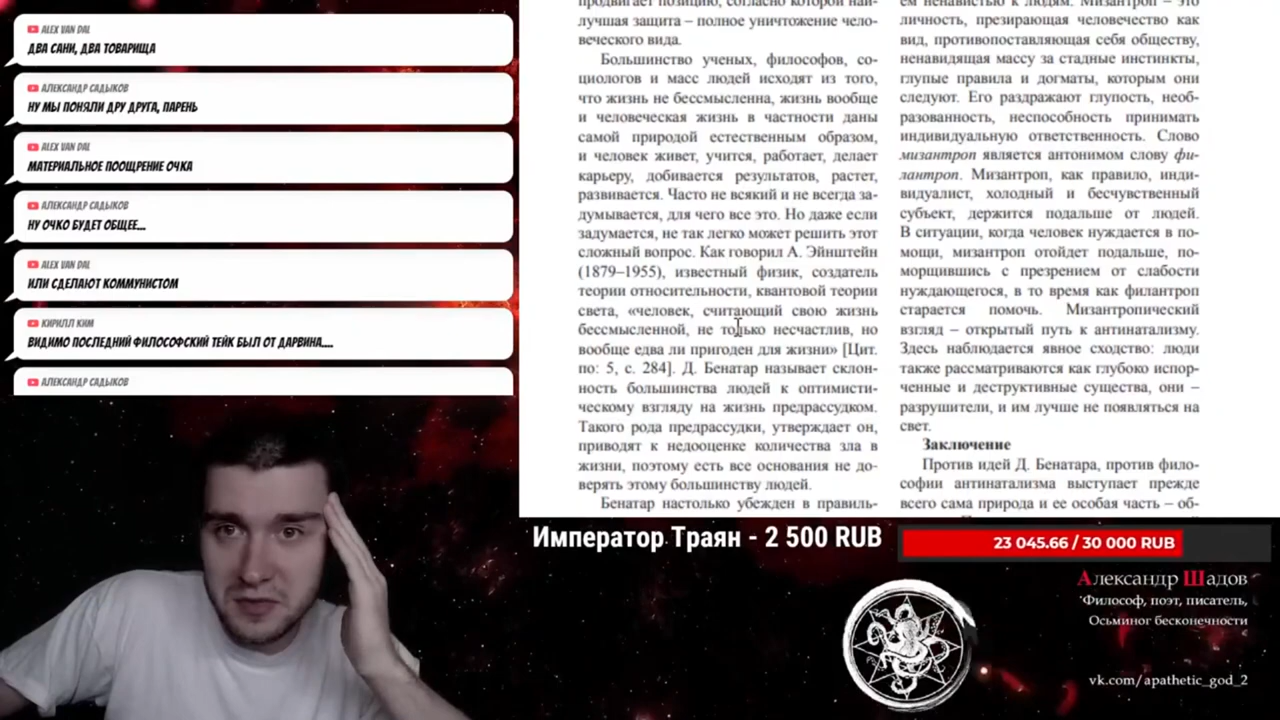 ALEX VAN DAL
ДВА САНИ, ДВА ТОВАРИЩА
АЛЕКСАНДР САДЫКОВ
НУ МЫ ПОНЯЛИ ДРУ ДРУГА, ПАРЕНЬ
ALEX VAN DAL
МАТЕРИАЛЬНОЕ ПООЩРЕНИЕ ОЧКА
АЛЕКСАНДР САДЫКОВ
НУ ОЧКО БУДЕТ ОБЩЕЕ...
ALEX VAN DAL
ИЛИ СДЕЛАЮТ КОММУНИСТОМ
КИРИЛЛ КИМ
ВИДИМО ПОСЛЕДНИЙ ФИЛОСОФСКИЙ ТЕЙК БЫЛ ОТ ДАРВИНА....
АЛЕКСАНДР САДЫКОВ
продвигает позицию, согласно которой наи-
лучшая защита – полное уничтожение чело-
веческого вида.
Большинство ученых, философов, со-
циологов и масс людей исходят из того,
что жизнь не бессмысленна, жизнь вообще
и человеческая жизнь в частности даны
самой природой естественным образом,
и человек живет, учится, работает, делает
карьеру, добивается результатов, растет,
развивается. Часто не всякий и не всегда за-
думывается, для чего все это. Но даже если
задумается, не так легко может решить этот
сложный вопрос. Как говорил А. Эйнштейн
(1879–1955), известный физик, создатель
теории относительности, квантовой теории
света, «человек, считающий свою жизнь
бессмысленной, не только несчастлив, но
вообще едва ли пригоден для жизни» [Цит.
по: 5, с. 284]. Д. Бенатар называет склон-
ность большинства людей к оптимисти-
ческому взгляду на жизнь предрассудком.
Такого рода предрассудки, утверждает он,
приводят к недооценке количества зла в
жизни, поэтому есть все основания не до-
верять этому большинству людей.
Бенатар настолько убежден в правиль-
ем ненавистью к людям. Мизантроп – это
личность, презирающая человечество как
вид, противопоставляющая себя обществу,
ненавидящая массу за стадные инстинкты,
глупые правила и догматы, которым они
следуют. Его раздражают глупость, необ-
разованность, неспособность принимать
индивидуальную ответственность. Слово
мизантроп является антонимом слову фи-
лантроп. Мизантроп, как правило, инди-
видуалист, холодный и бесчувственный
субъект, держится подальше от людей.
В ситуации, когда человек нуждается в по-
мощи, мизантроп отойдет подальше, по-
морщившись с презрением от слабости
нуждающегося, в то время как филантроп
старается помочь. Мизантропический
взгляд – открытый путь к антинатализму.
Здесь наблюдается явное сходство: люди
также рассматриваются как глубоко испор-
ченные и деструктивные существа, они –
разрушители, и им лучше не появляться на
свет.
Заключение
Против идей Д. Бенатара, против фило-
софии антинатализма выступает прежде
всего сама природа и ее особая часть – об-
Император Траян - 2 500 RUB
23 045.66 / 30 000 RUB
Александр Шадов
Философ, поэт, писатель,
Осьминог бесконечности
vk.com/apathetic_god_2